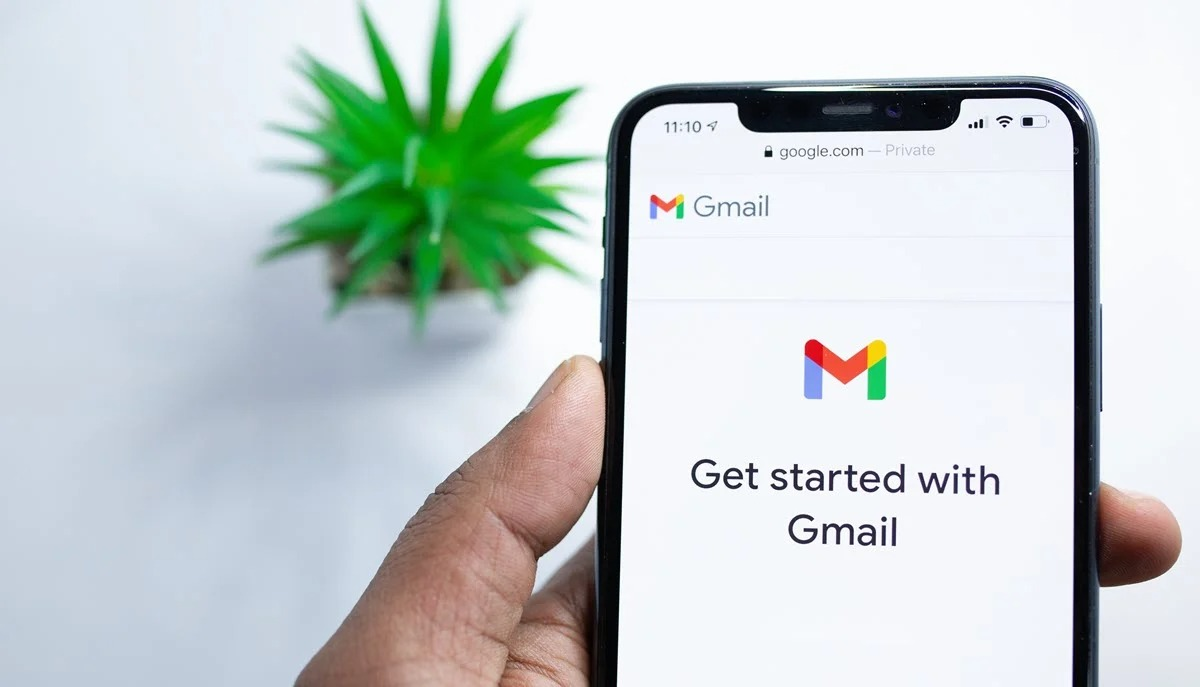 11:10
google.com — Private
Gmail
Get started with
Gmail